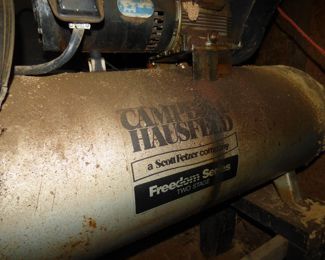 CAMPBELL
HAUSFELD
a Scott Fetzer company
Freedom Series
TWO STAGE